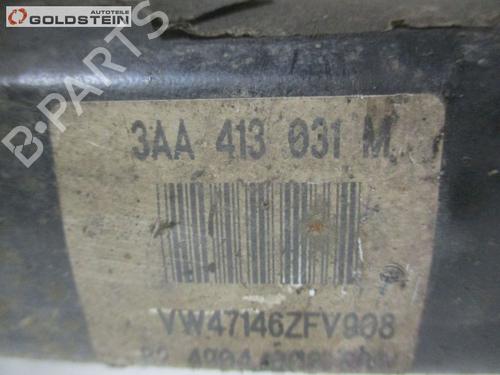 AUTOTEILE
GOLDSTEIN
B-PARTS
3AA 413 031 M
VW47146ZFV908